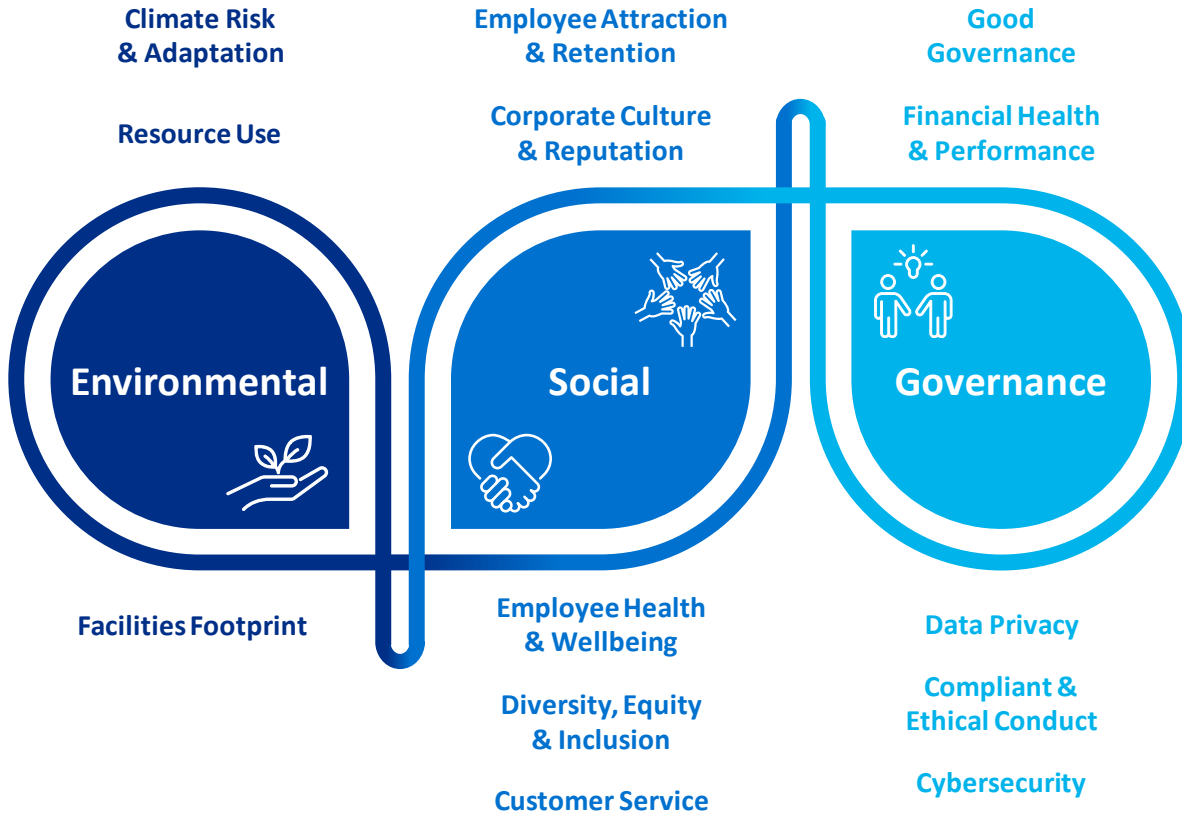 Climate Risk
& Adaptation
Resource Use
Environmental
Facilities Footprint
Employee Attraction
& Retention
Corporate Culture
& Reputation
Social
Employee Health
& Wellbeing
Diversity, Equity
& Inclusion
Customer Service
Good
Governance
Financial Health
& Performance
Governance
Data Privacy
Compliant &
Ethical Conduct
Cybersecurity